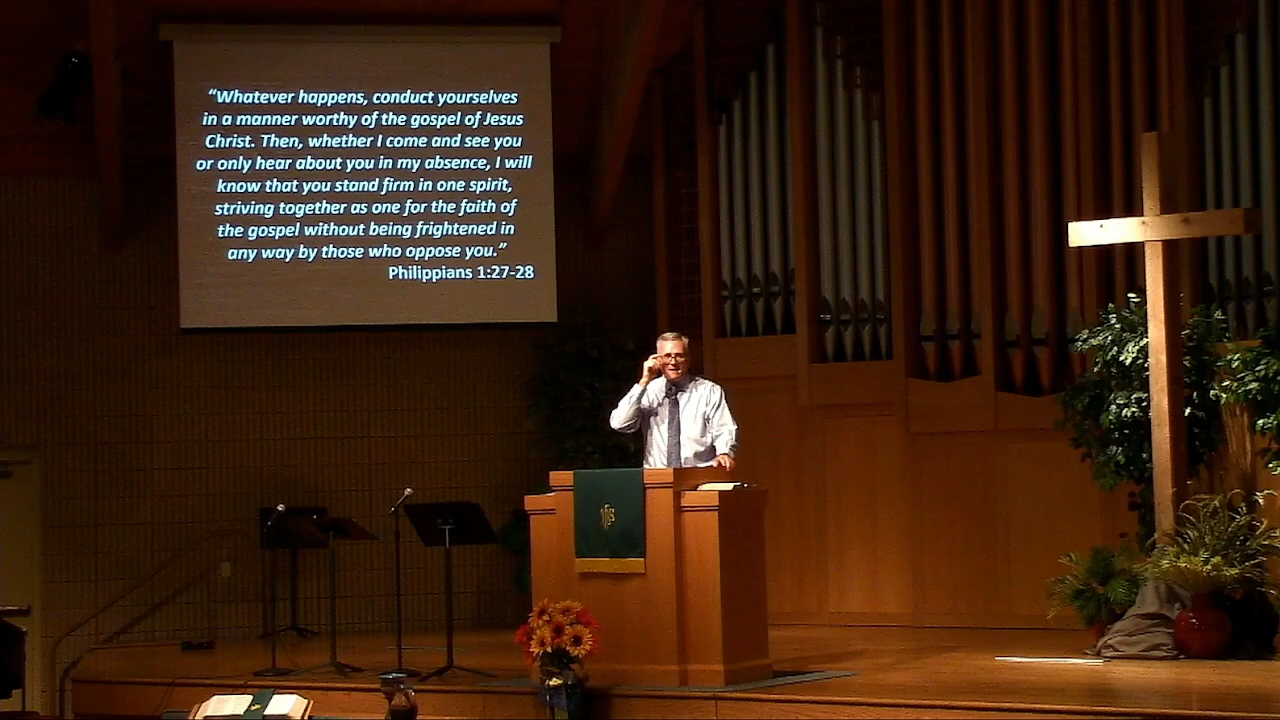 “Whatever happens, conduct yourselves
in a manner worthy of the gospel of Jesus
Christ. Then, whether I come and see you
or only hear about you in my absence, I will
know that you stand firm in one spirit,
striving together as one for the faith of
the gospel without being frightened in
any way by those who oppose you.”
Philippians 1:27-28